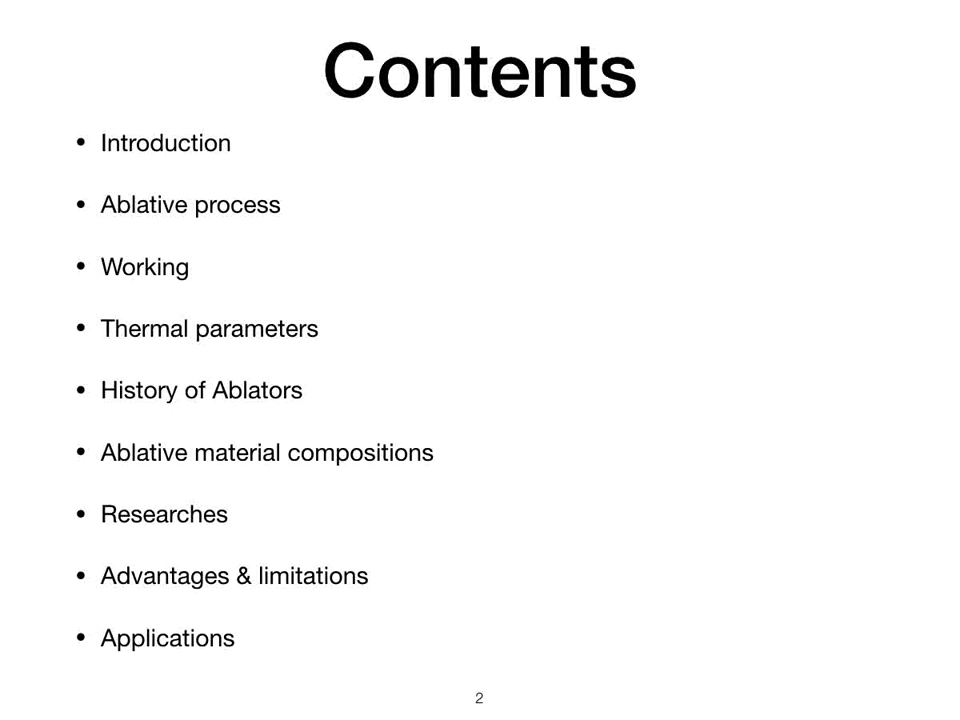 Contents
• Introduction
• Ablative process
• Working
• Thermal parameters
• History of Ablators
• Ablative material compositions
• Researches
• Advantages & limitations
• Applications
2